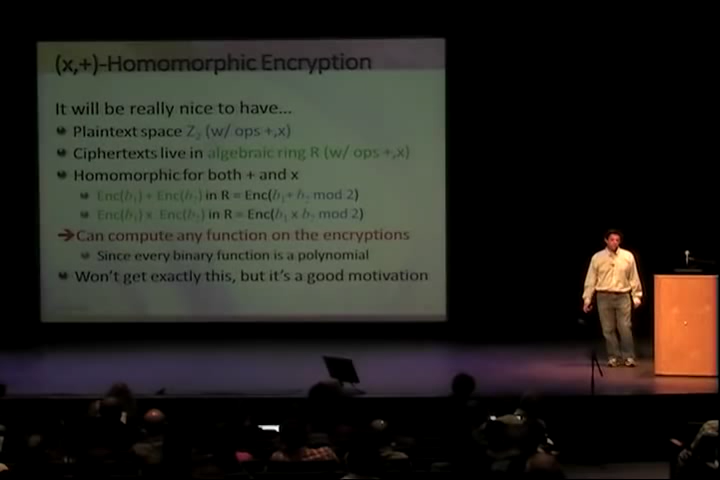 (x,+)-Homomorphic Encryption
It will be really nice to have...
Plaintext space Z₂ (w/ ops +,x)
Ciphertexts live in algebraic ring R (w/ ops +,x)
Homomorphic for both + and x
Enc(b₁) + Enc(b₂) in R = Enc(b₁+ b₂ mod 2)
Enc(b₁) x Enc(b₂) in R = Enc(b₁ x b₂ mod 2)
➔Can compute any function on the encryptions
Since every binary function is a polynomial
Won't get exactly this, but it's a good motivation